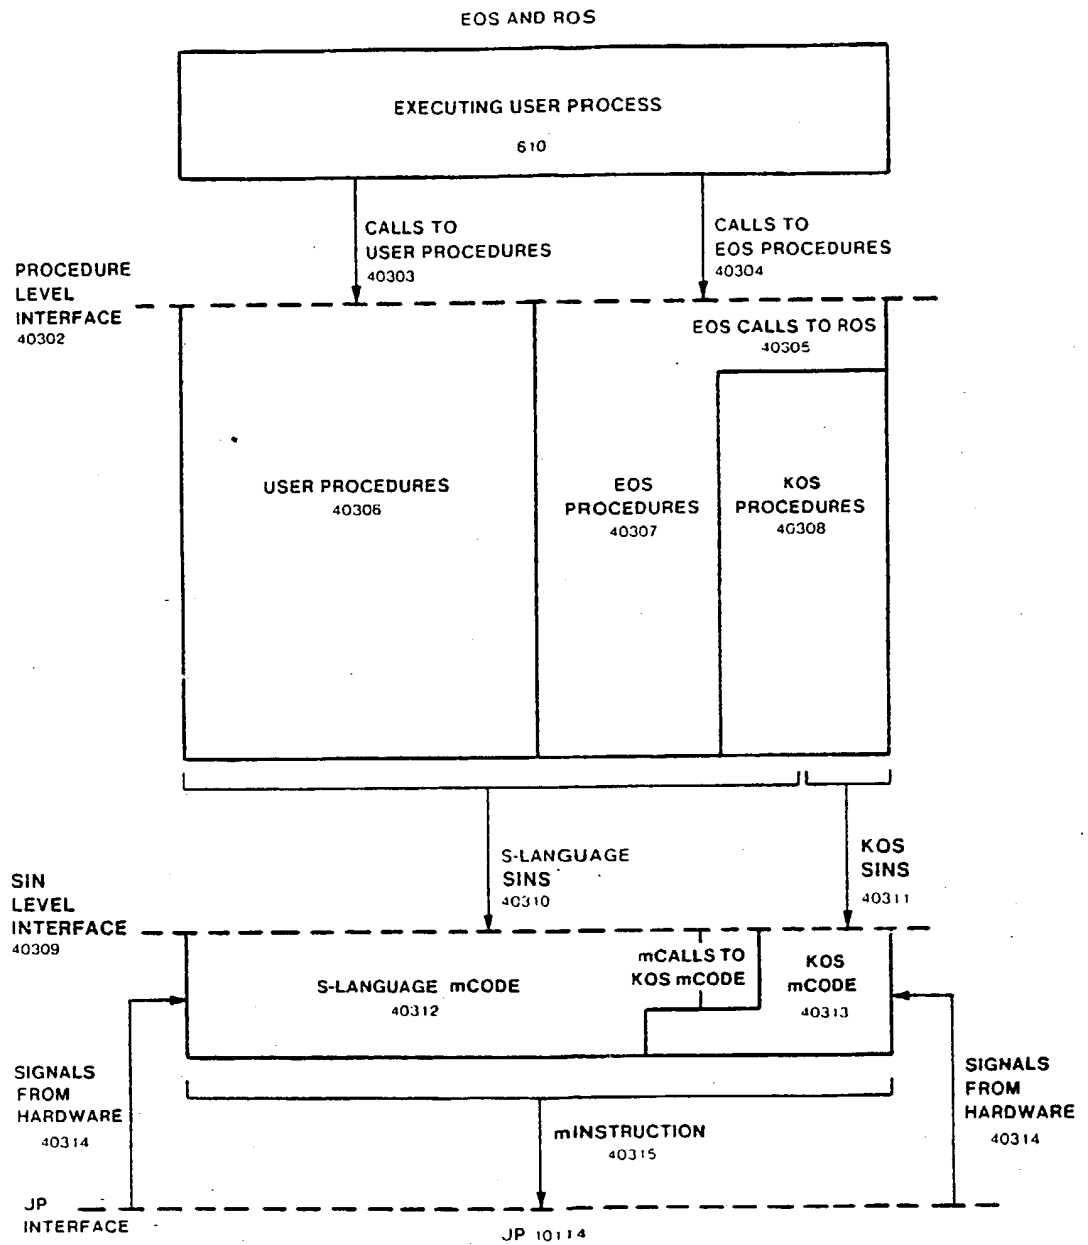 EOS AND ROS
EXECUTING USER PROCESS
610
CALLS TO
USER PROCEDURES
40303
CALLS TO
EOS PROCEDURES
40304
PROCEDURE
LEVEL
INTERFACE
40302
EOS CALLS TO ROS
40305
USER PROCEDURES
40306
EOS
PROCEDURES
40307
KOS
PROCEDURES
40308
S-LANGUAGE
SINS
40310
KOS
SINS
40311
SIN
LEVEL
INTERFACE
40309
S-LANGUAGE mCODE
40312
mCALLS TO
KOS mCODE
KOS
mCODE
40313
SIGNALS
FROM
HARDWARE
40314
mINSTRUCTION
40315
SIGNALS
FROM
HARDWARE
40314
JP
INTERFACE
JP 10114